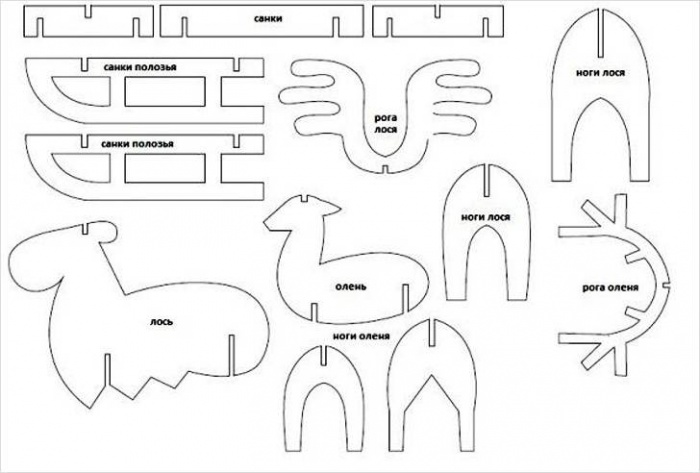 санки
санки полозья
ноги лося
рога
лося
санки полозья
ноги лося
рога оленя
олень
лось
ноги оленя